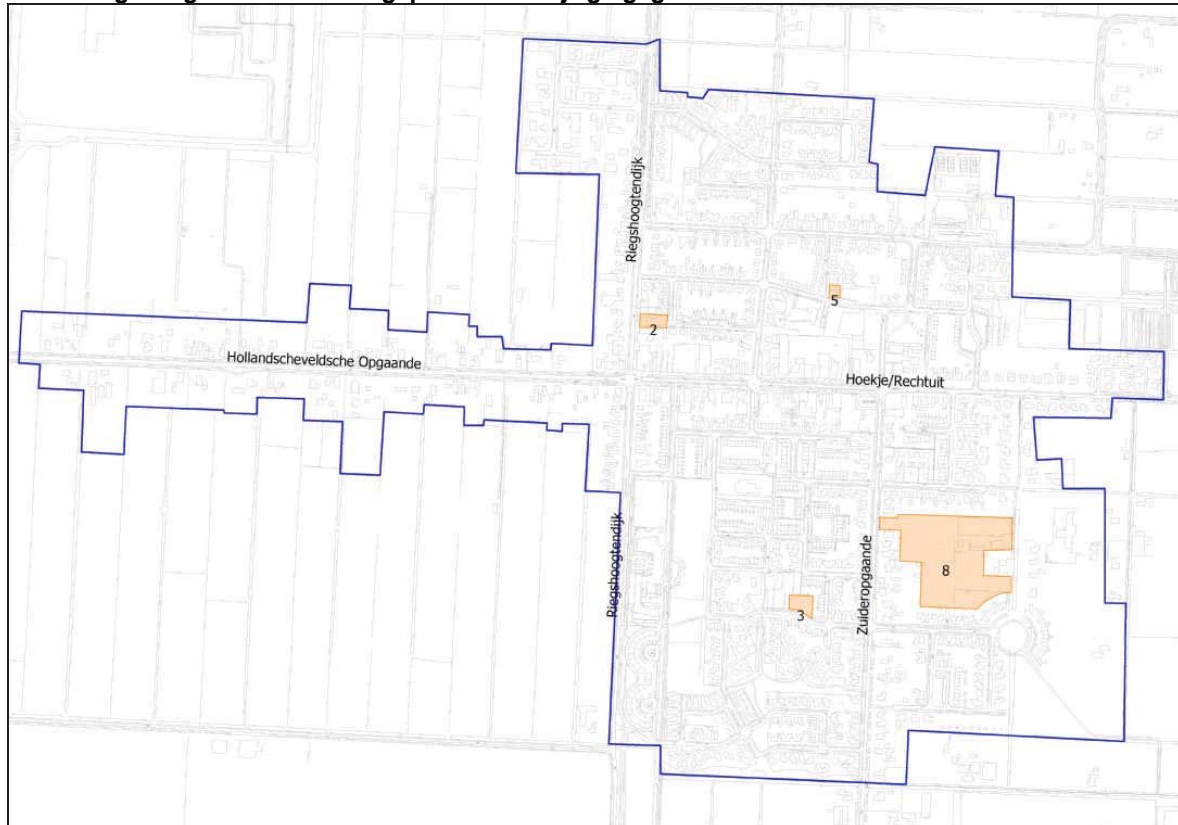 Riegshoogtendijk
5
2
Hollandscheveldsche Opgaande
Hoekje/Rechtuit
Riegshoogtendijk
Zuideropgaande
8
3